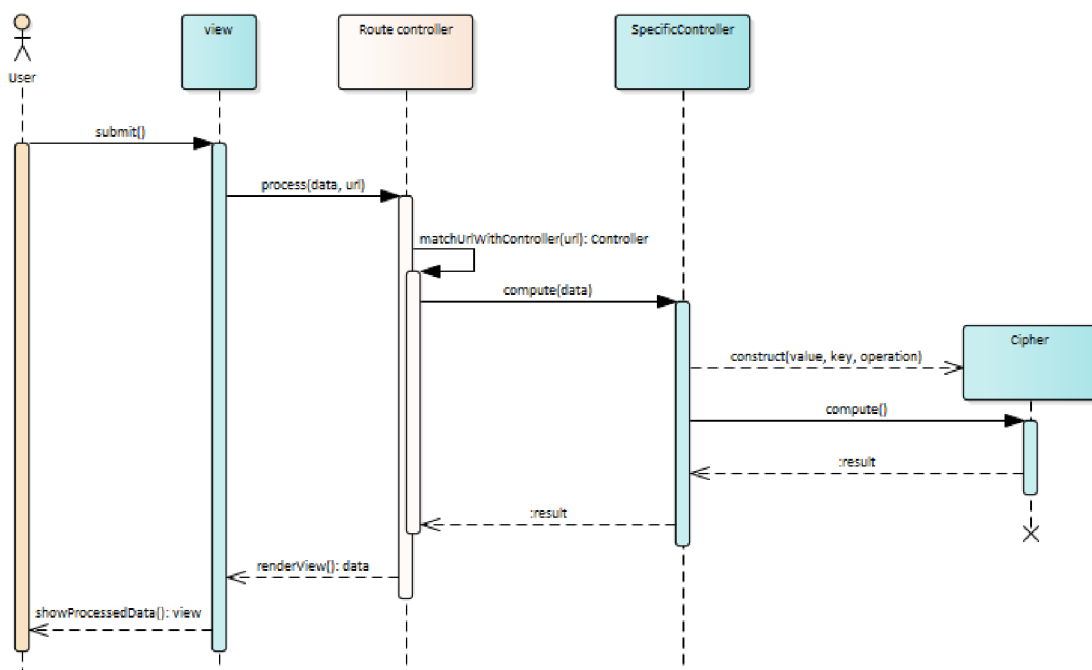 view
Route controller
SpecificController
User
submit()
process(data, url)
matchUrlWithController(url): Controller
compute(data)
Cipher
construct(value, key, operation)
compute()
:result
:result
renderView(): data
showProcessedData(): view